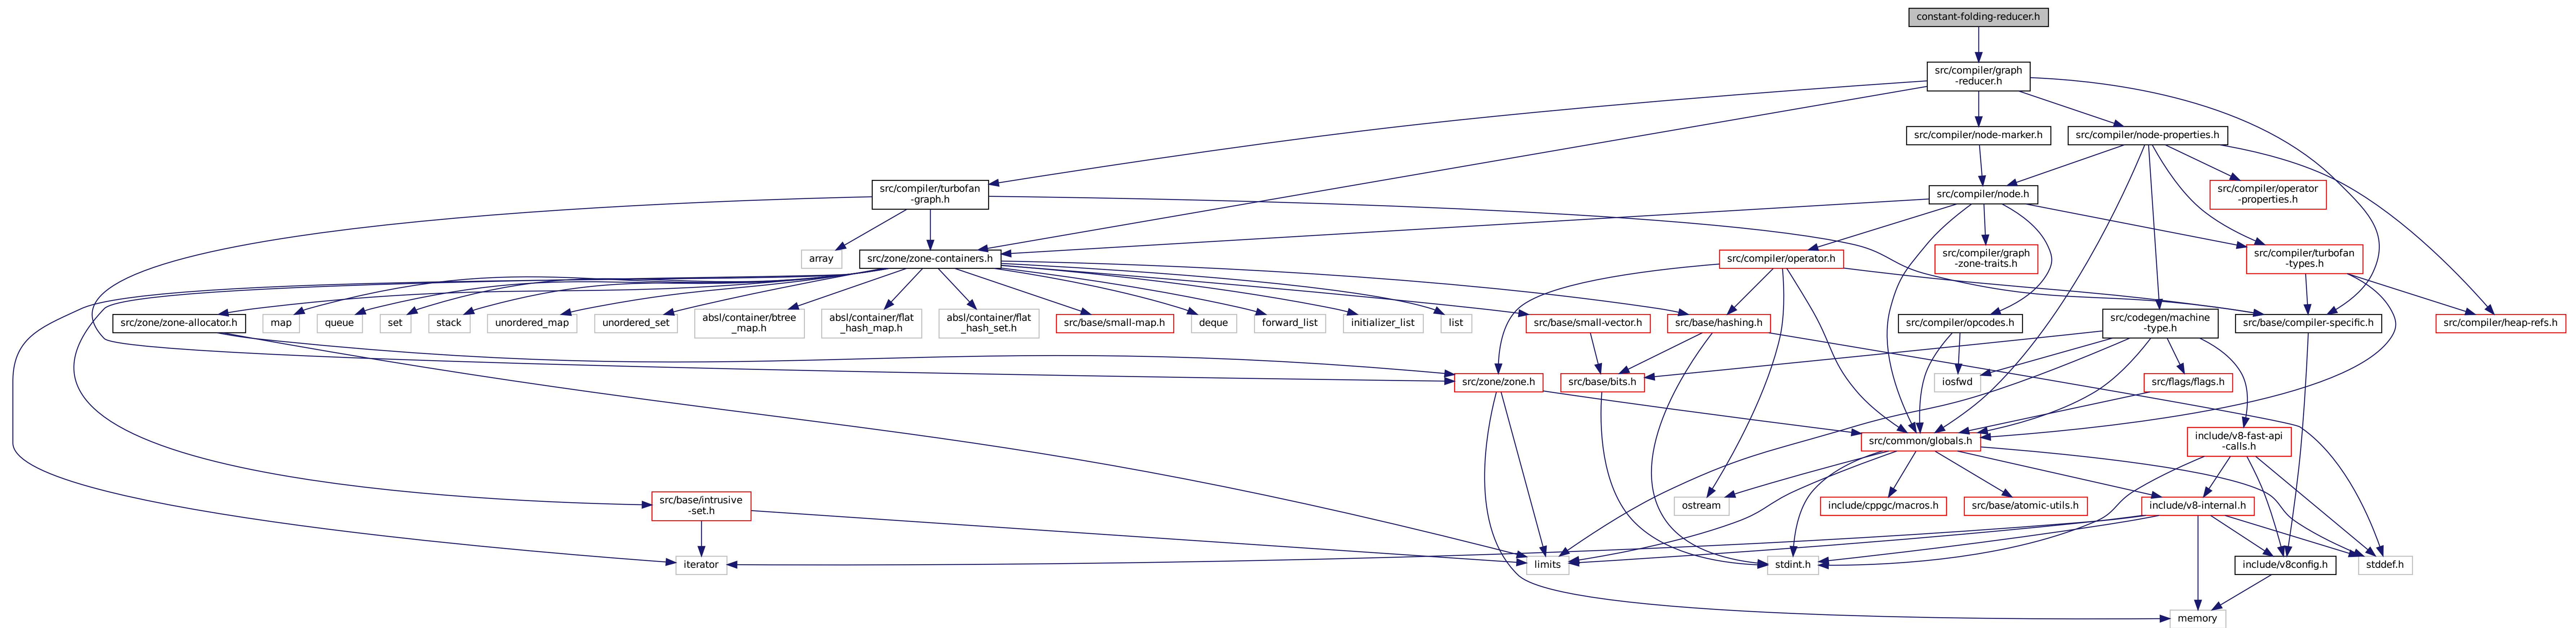 constant-folding-reducer.h
src/compiler/graph
-reducer.h
src/compiler/node-marker.h
src/compiler/node-properties.h
src/compiler/turbofan
-graph.h
src/compiler/node.h
src/compiler/operator
-properties.h
array
src/zone/zone-containers.h
src/compiler/operator.h
src/compiler/graph
-zone-traits.h
src/compiler/turbofan
-types.h
src/zone/zone-allocator.h
map
queue
set
stack
unordered_map
unordered_set
absl/container/btree
_map.h
absl/container/flat
_hash_map.h
absl/container/flat
_hash_set.h
src/base/small-map.h
deque
forward_list
initializer_list
list
src/base/small-vector.h
src/base/hashing.h
src/compiler/opcodes.h
src/codegen/machine
-type.h
src/base/compiler-specific.h
src/compiler/heap-refs.h
src/zone/zone.h
src/base/bits.h
iosfwd
src/flags/flags.h
src/common/globals.h
include/v8-fast-api
-calls.h
src/base/intrusive
-set.h
ostream
include/cppgc/macros.h
src/base/atomic-utils.h
include/v8-internal.h
iterator
limits
stdint.h
include/v8config.h
stddef.h
memory